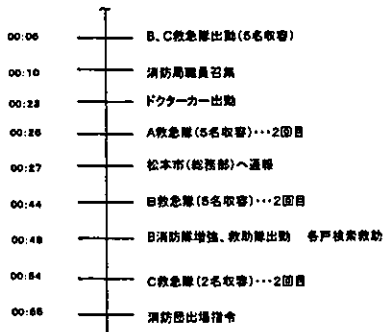 00:06 B、C救急隊出動(5名収容)
00:10 消防局職員召集
00:23 ドクターカー出動
00:26 A救急隊(5名収容)…2回目
00:27 松本市(総務部)へ通報
00:44 B救急隊(5名収容)…2回目
00:48 B消防隊増強、救助隊出動 各戸検索救助
00:54 C救急隊(2名収容)…2回目
00:55 消防団出場指令